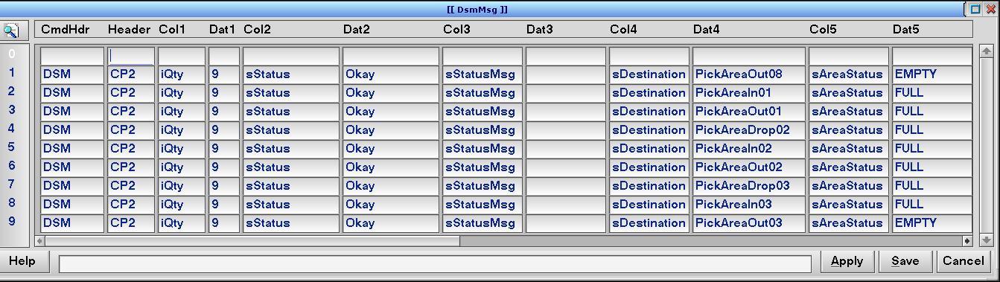 [[ DsmMsg ]]
CmdHdr Header Col1 Dat1 Col2 Dat2 Col3 Dat3 Col4 Dat4 Col5 Dat5
0
1 DSM CP2 iQty 9 sStatus Okay sStatusMsg sDestination PickAreaOut08 sAreaStatus EMPTY
2 DSM CP2 iQty 9 sStatus Okay sStatusMsg sDestination PickAreaIn01 sAreaStatus FULL
3 DSM CP2 iQty 9 sStatus Okay sStatusMsg sDestination PickAreaOut01 sAreaStatus FULL
4 DSM CP2 iQty 9 sStatus Okay sStatusMsg sDestination PickAreaDrop02 sAreaStatus FULL
5 DSM CP2 iQty 9 sStatus Okay sStatusMsg sDestination PickAreaIn02 sAreaStatus FULL
6 DSM CP2 iQty 9 sStatus Okay sStatusMsg sDestination PickAreaOut02 sAreaStatus FULL
7 DSM CP2 iQty 9 sStatus Okay sStatusMsg sDestination PickAreaDrop03 sAreaStatus FULL
8 DSM CP2 iQty 9 sStatus Okay sStatusMsg sDestination PickAreaIn03 sAreaStatus FULL
9 DSM CP2 iQty 9 sStatus Okay sStatusMsg sDestination PickAreaOut03 sAreaStatus EMPTY
Help Apply Save Cancel